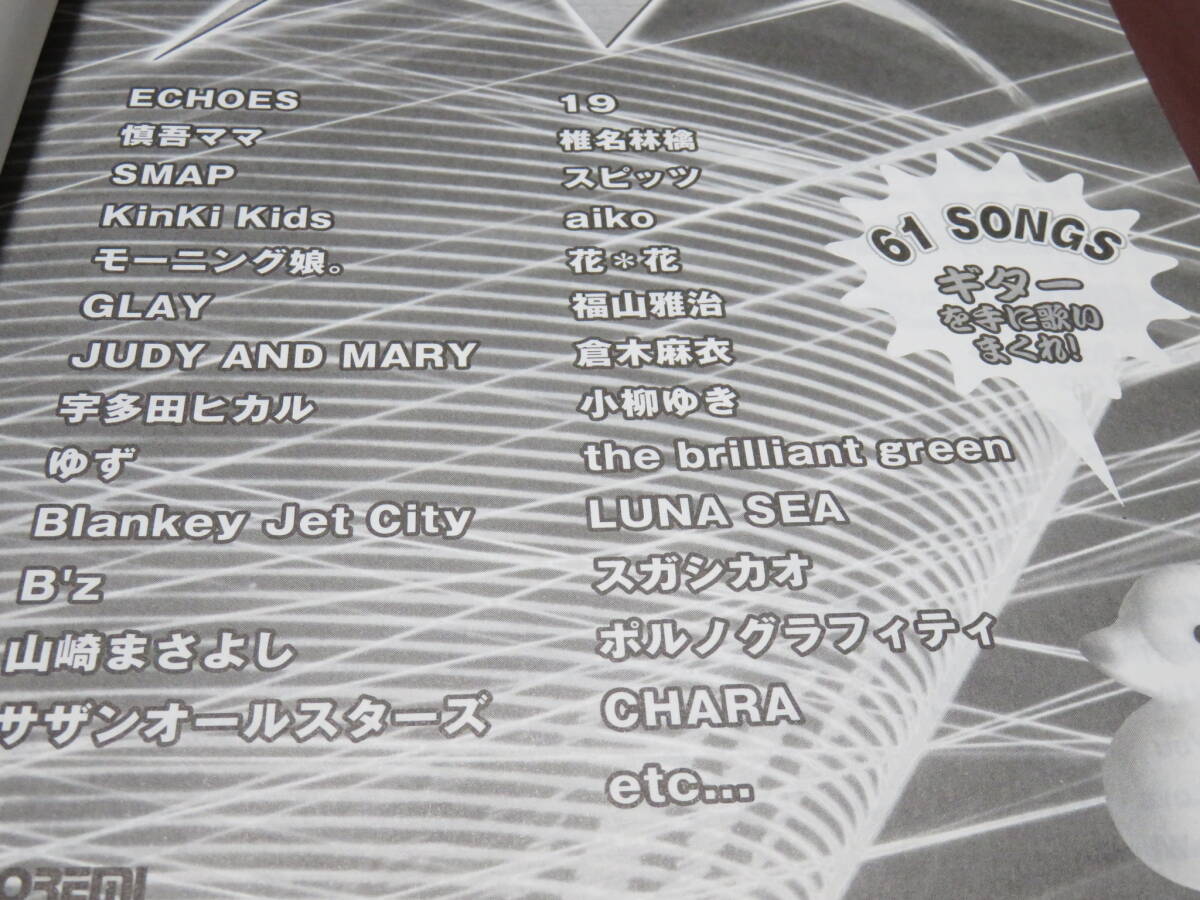 ECHOES
慎吾ママ
SMAP
KinKi Kids
モーニング娘。
GLAY
JUDY AND MARY
宇多田ヒカル
ゆず
Blankey Jet City
B'z
山崎まさよし
サザンオールスターズ
19
椎名林檎
スピッツ
aiko
花＊花
福山雅治
倉木麻衣
小柳ゆき
the brilliant green
LUNA SEA
スガシカオ
ポルノグラフィティ
CHARA
etc...
61 SONGS
ギター
を手に歌い
まくれ!
OREMI